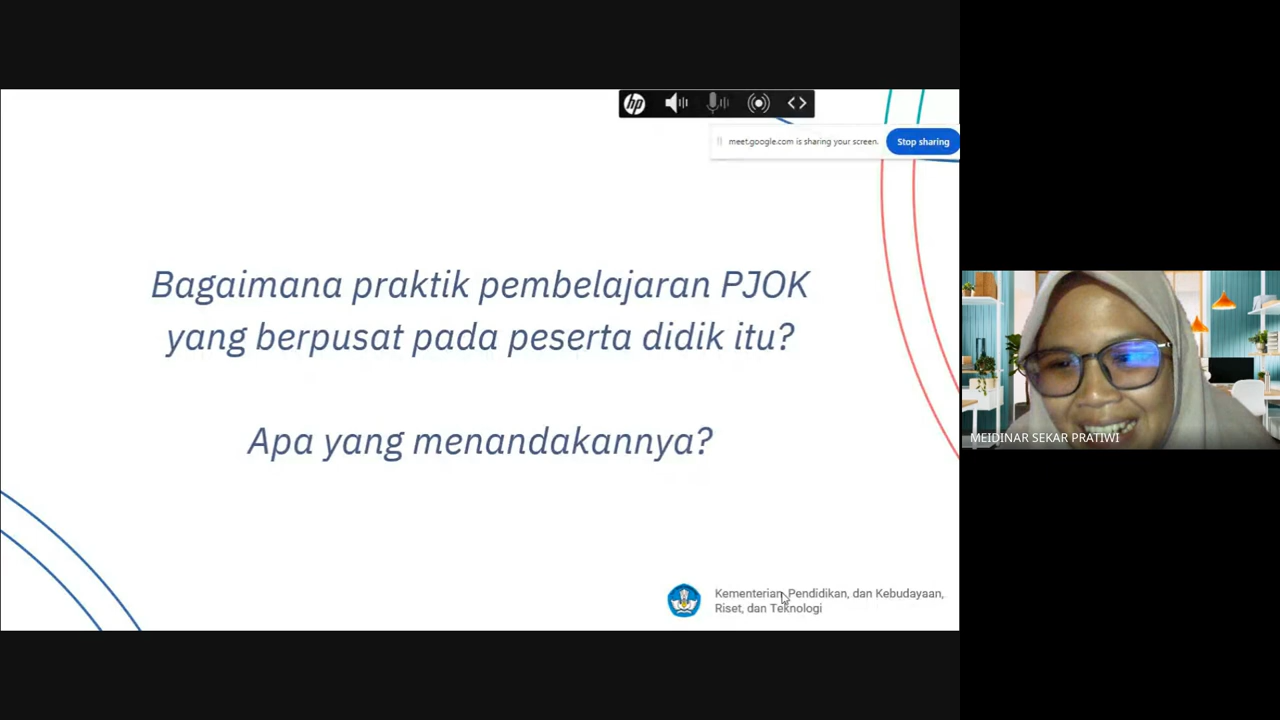 hp
meet.google.com is sharing your screen.
Stop sharing
Bagaimana praktik pembelajaran PJOK
yang berpusat pada peserta didik itu?
Apa yang menandakannya?
MEIDINAR SEKAR PRATIWI
Kementerian, Pendidikan, dan Kebudayaan,
Riset, dan Teknologi